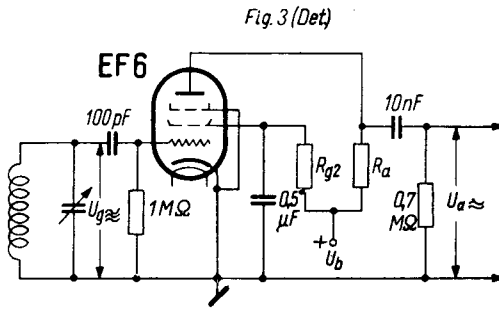 Fig. 3 (Det)
EF6
100pF
10nF
Ug≈
1MΩ
0,5
µF
Rg2
Ra
+
Ub
0,7
MΩ
Ua≈